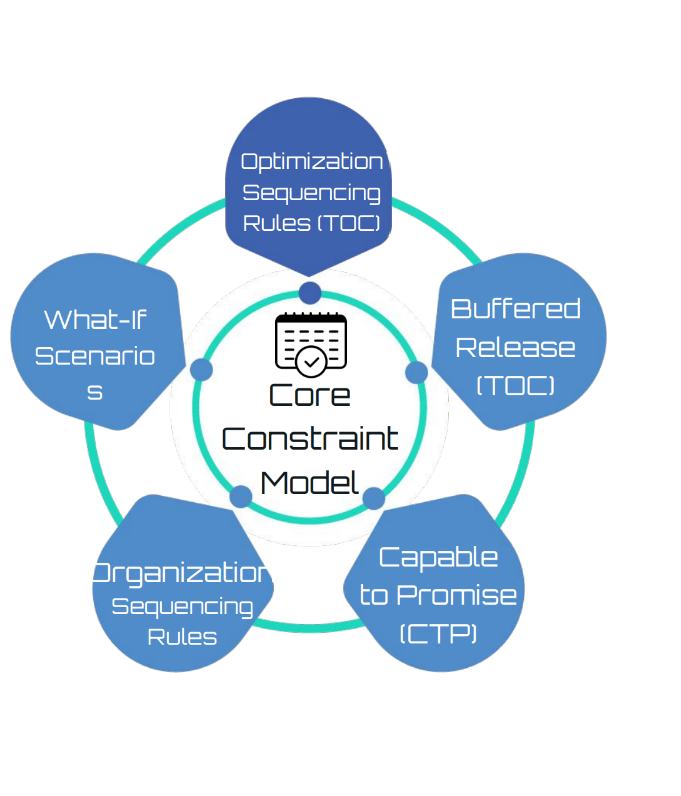 Optimization
Sequencing
Rules (TOC)
Buffered
Release
(TOC)
Capable
to Promise
(CTP)
Organization
Sequencing
Rules
What-If
Scenario
s
Core
Constraint
Model